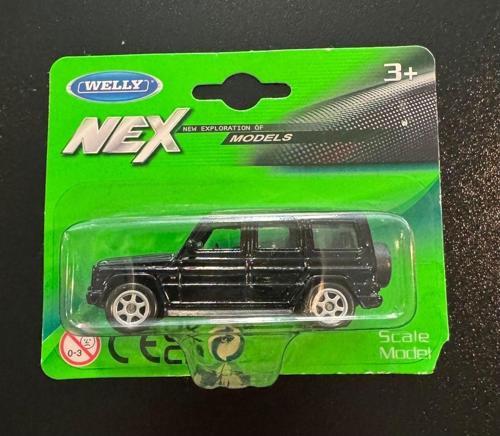 WELLY
3+
NEX
NEW EXPLORATION OF
MODELS
0-3
CE
Scale
Model